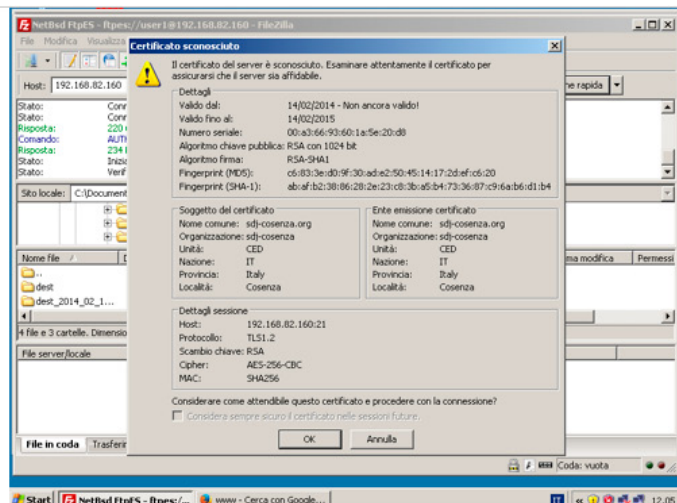 NetBsd FtpES - ftpes://user1@192.168.82.160 - FileZilla
File Modifica Visualizza
Certificato sconosciuto
Il certificato del server è sconosciuto. Esaminare attentamente il certificato per
assicurarsi che il server sia affidabile.
Host: 192.168.82.160
Stato:
Stato:
Risposta: 220
Comando:
Risposta: 234
Stato:
Stato:
Dettagli
Valido dal: 14/02/2014 - Non ancora valido!
Valido fino al: 14/02/2015
Numero seriale: 00:a3:66:93:60:1a:5e:20:d8
Algoritmo chiave pubblica: RSA con 1024 bit
Algoritmo firma: RSA-SHA1
Fingerprint (MD5): c6:83:3e:d0:9f:30:ad:e2:50:45:14:17:2d:ef:c6:20
Fingerprint (SHA-1): ab:af:b2:38:86:28:2e:23:c8:3b:a5:b4:73:36:87:c9:6a:b6:d1:b4
Sito locale: C:\Document
Soggetto del certificato
Nome comune: sdj-cosenza.org
Organizzazione: sdj-cosenza
Unità: CED
Nazione: IT
Provincia: Italy
Località: Cosenza
Ente emissione certificato
Nome comune: sdj-cosenza.org
Organizzazione: sdj-cosenza
Unità: CED
Nazione: IT
Provincia: Italy
Località: Cosenza
Nome file
ma modifica Permessi
..
dest
dest_2014_02_1...
4 file e 3 cartelle. Dimensio
File server/locale
Dettagli sessione
Host: 192.168.82.160:21
Protocollo: TLS1.2
Scambio chiave: RSA
Cipher: AES-256-CBC
MAC: SHA256
Considerare come attendibile questo certificato e procedere con la connessione?
Considera sempre sicuro il certificato nelle sessioni future.
OK Annulla
File in coda Trasferir
Coda: vuota
Start NetBsd FtpES - ftpes:/... www - Cerca con Google... IT « 12.05